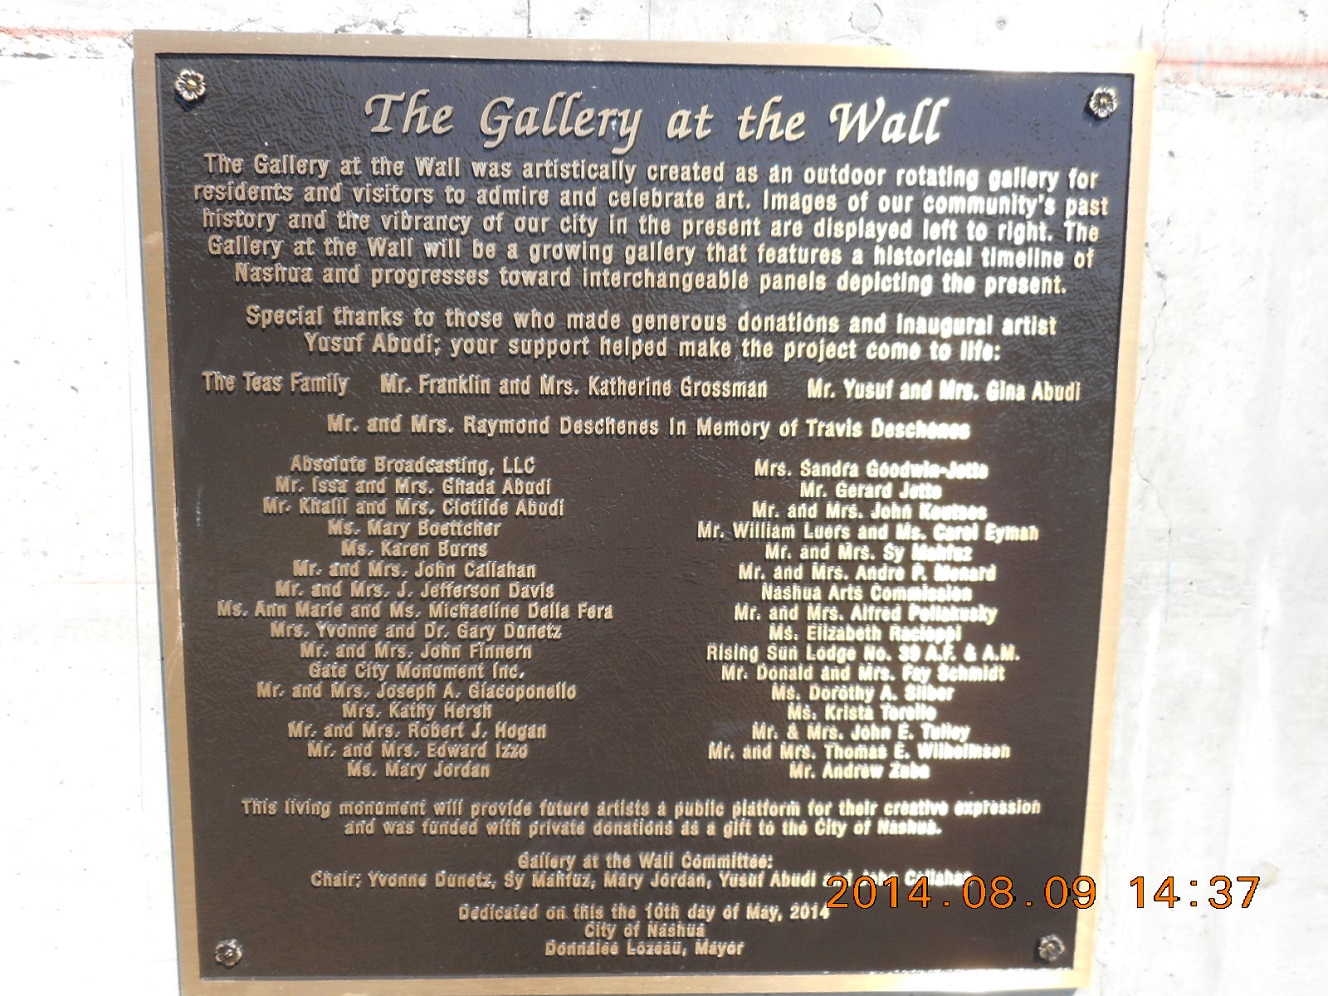 The Gallery at the Wall
The Gallery at the Wall was artistically created as an outdoor rotating gallery for
residents and visitors to admire and celebrate art. Images of our community's past
history and the vibrancy of our city in the present are displayed left to right. The
Gallery at the Wall will be a growing gallery that features a historical timeline of
Nashua and progresses toward interchangeable panels depicting the present.
Special thanks to those who made generous donations and inaugural artist
Yusuf Abudi; your support helped make the project come to life:
The Teas Family Mr. Franklin and Mrs. Katherine Grossman Mr. Yusuf and Mrs. Gina Abudi
Mr. and Mrs. Raymond Deschenes In Memory of Travis Deschenes
Absolute Broadcasting, LLC
Mr. Issa and Mrs. Ghada Abudi
Mr. Khalil and Mrs. Clotilde Abudi
Ms. Mary Boettcher
Ms. Karen Burns
Mr. and Mrs. John Callahan
Mr. and Mrs. J. Jefferson Davis
Ms. Ann Marie and Ms. Michaeline Della Fera
Mrs. Yvonne and Dr. Gary Dunetz
Mr. and Mrs. John Finnern
Gate City Monument Inc.
Mr. and Mrs. Joseph A. Giacoponello
Mrs. Kathy Hersh
Mr. and Mrs. Robert J. Hogan
Mr. and Mrs. Edward Izzo
Ms. Mary Jordan
Mrs. Sandra Goodwin-Jette
Mr. Gerard Jette
Mr. and Mrs. John Koutsos
Mr. William Luers and Ms. Carol Eyman
Mr. and Mrs. Sy Mahfuz
Mr. and Mrs. Andre P. Menard
Nashua Arts Commission
Mr. and Mrs. Alfred
Ms. Elizabeth Racioppi
Rising Sun Lodge No. 39 A.F. & A.M.
Mr. Donald and Mrs. Fay Schmidt
Ms. Dorothy A. Silber
Ms. Krista
Mr. & Mrs. John E. Tulley
Mr. and Mrs. Thomas E. Wilhelmsen
Mr. Andrew
This living monument will provide future artists a public platform for their creative expression
and was funded with private donations as a gift to the City of Nashua.
Gallery at the Wall Committee:
Chair: Yvonne Dunetz, Sy Mahfuz, Mary Jordan, Yusuf Abudi and John Callahan
Dedicated on this the 10th day of May, 2014
City of Nashua
Donnalee Lozeau, Mayor
2014.08.09 14:37